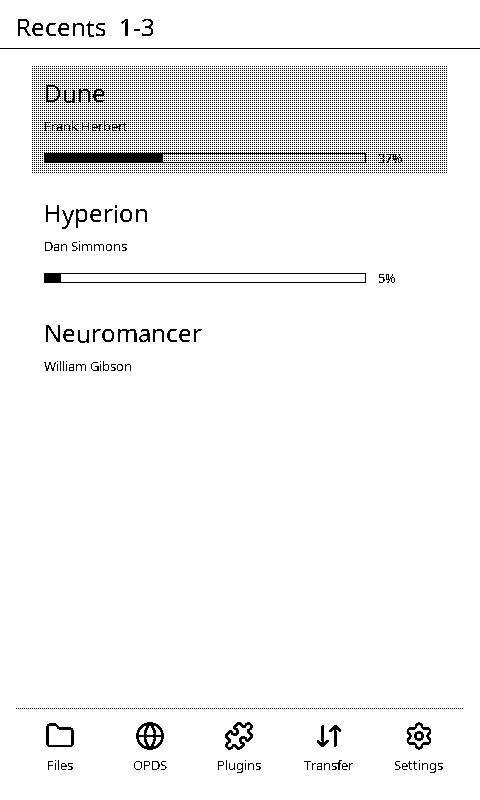 Recents 1-3
Dune
Frank Herbert
37%
Hyperion
Dan Simmons
5%
Neuromancer
William Gibson
Files OPDS Plugins Transfer Settings